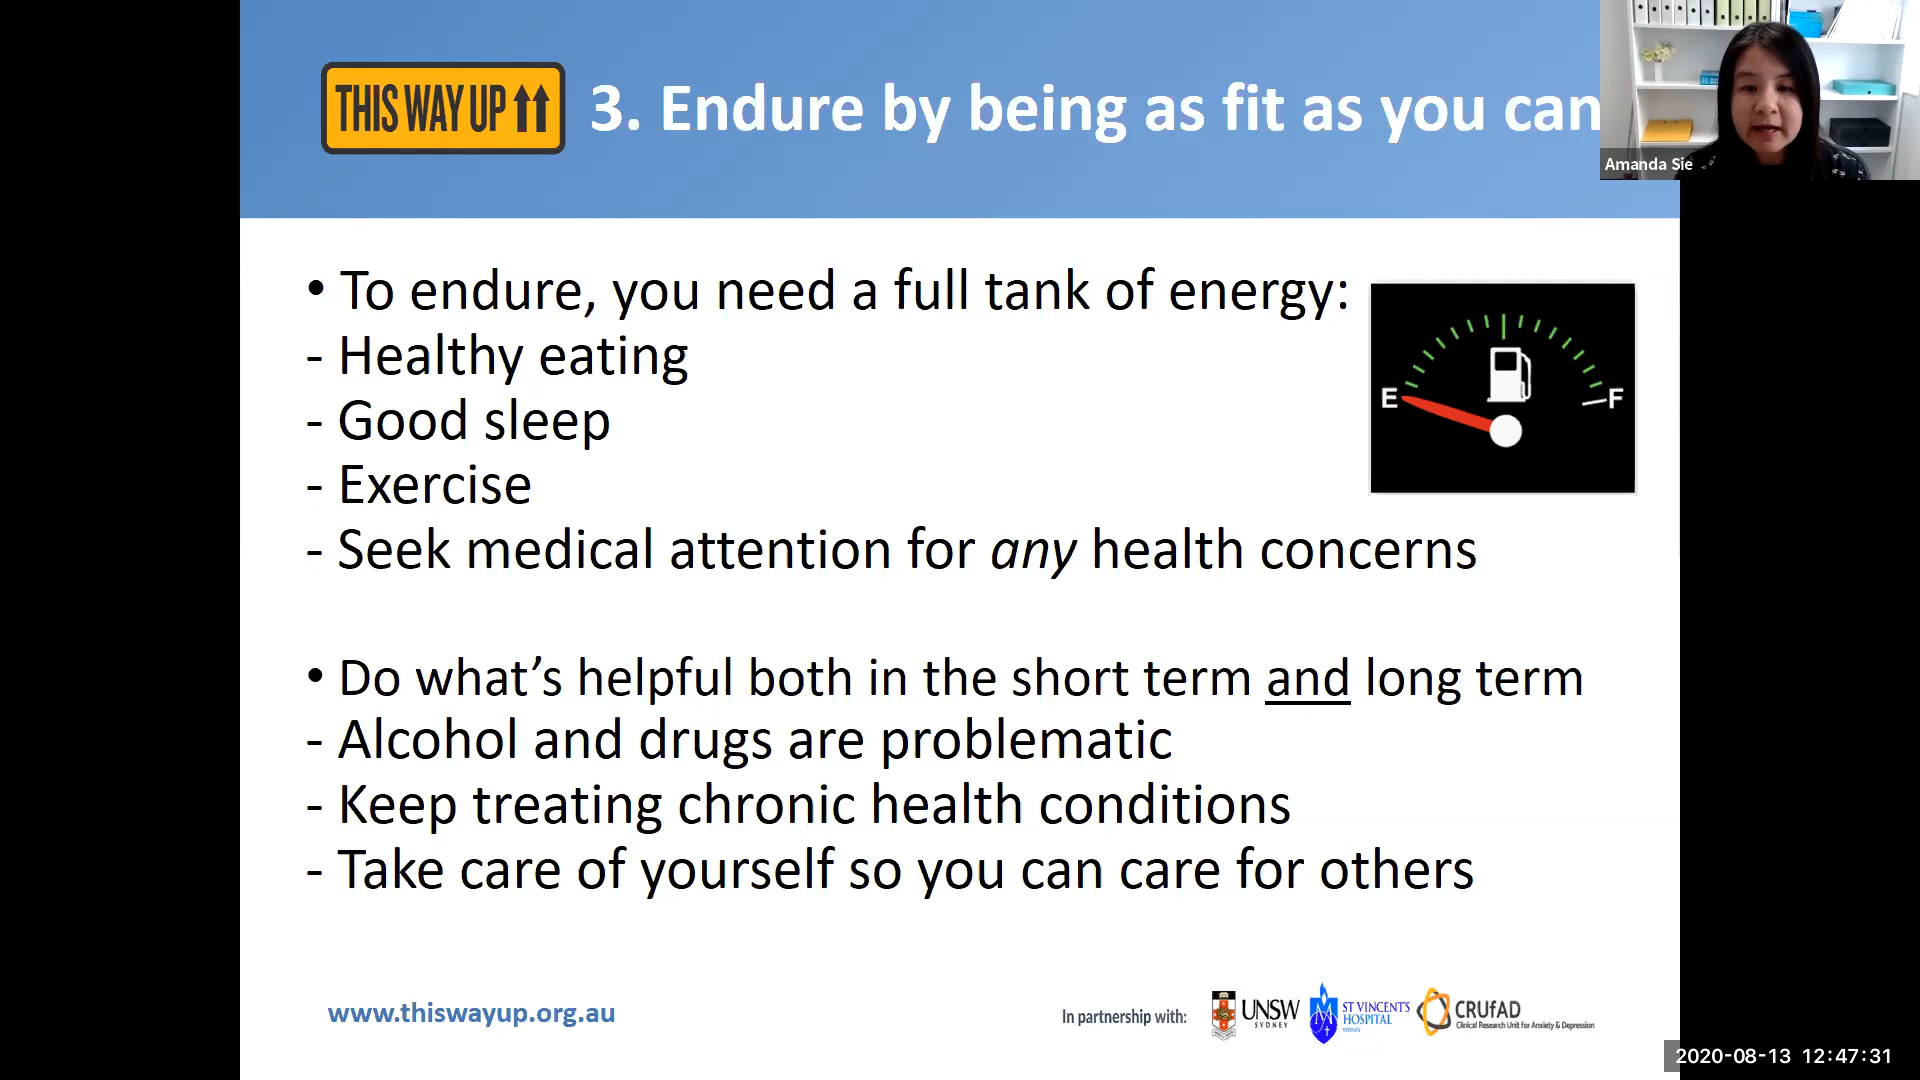 THIS WAY UP
3. Endure by being as fit as you can
Amanda Sie
• To endure, you need a full tank of energy:
- Healthy eating
- Good sleep
- Exercise
- Seek medical attention for any health concerns
E
F
• Do what’s helpful both in the short term and long term
- Alcohol and drugs are problematic
- Keep treating chronic health conditions
- Take care of yourself so you can care for others
www.thiswayup.org.au
In partnership with:
UNSW
SYDNEY
ST VINCENT'S
HOSPITAL
SYDNEY
CRUfAD
Clinical Research Unit for Anxiety & Depression
2020-08-13 12:47:31